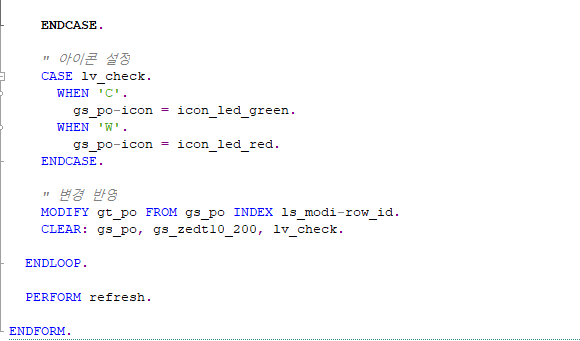 ENDCASE.
" 아이콘 설정
CASE lv_check.
WHEN 'C'.
gs_po-icon = icon_led_green.
WHEN 'W'.
gs_po-icon = icon_led_red.
ENDCASE.
" 변경 반영
MODIFY gt_po FROM gs_po INDEX ls_modi-row_id.
CLEAR: gs_po, gs_zedt10_200, lv_check.
ENDLOOP.
PERFORM refresh.
ENDFORM.